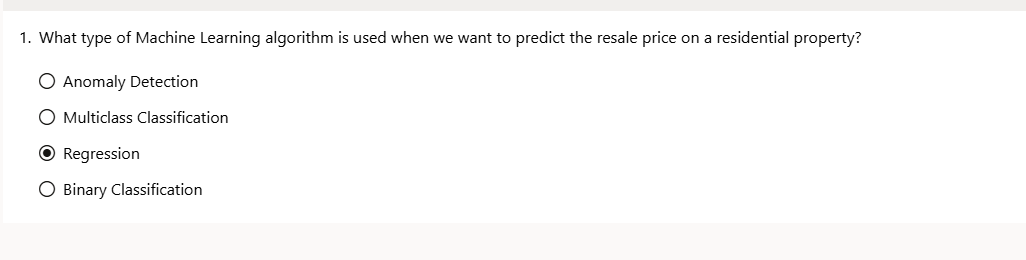 1. What type of Machine Learning algorithm is used when we want to predict the resale price on a residential property?
Anomaly Detection
Multiclass Classification
Regression
Binary Classification